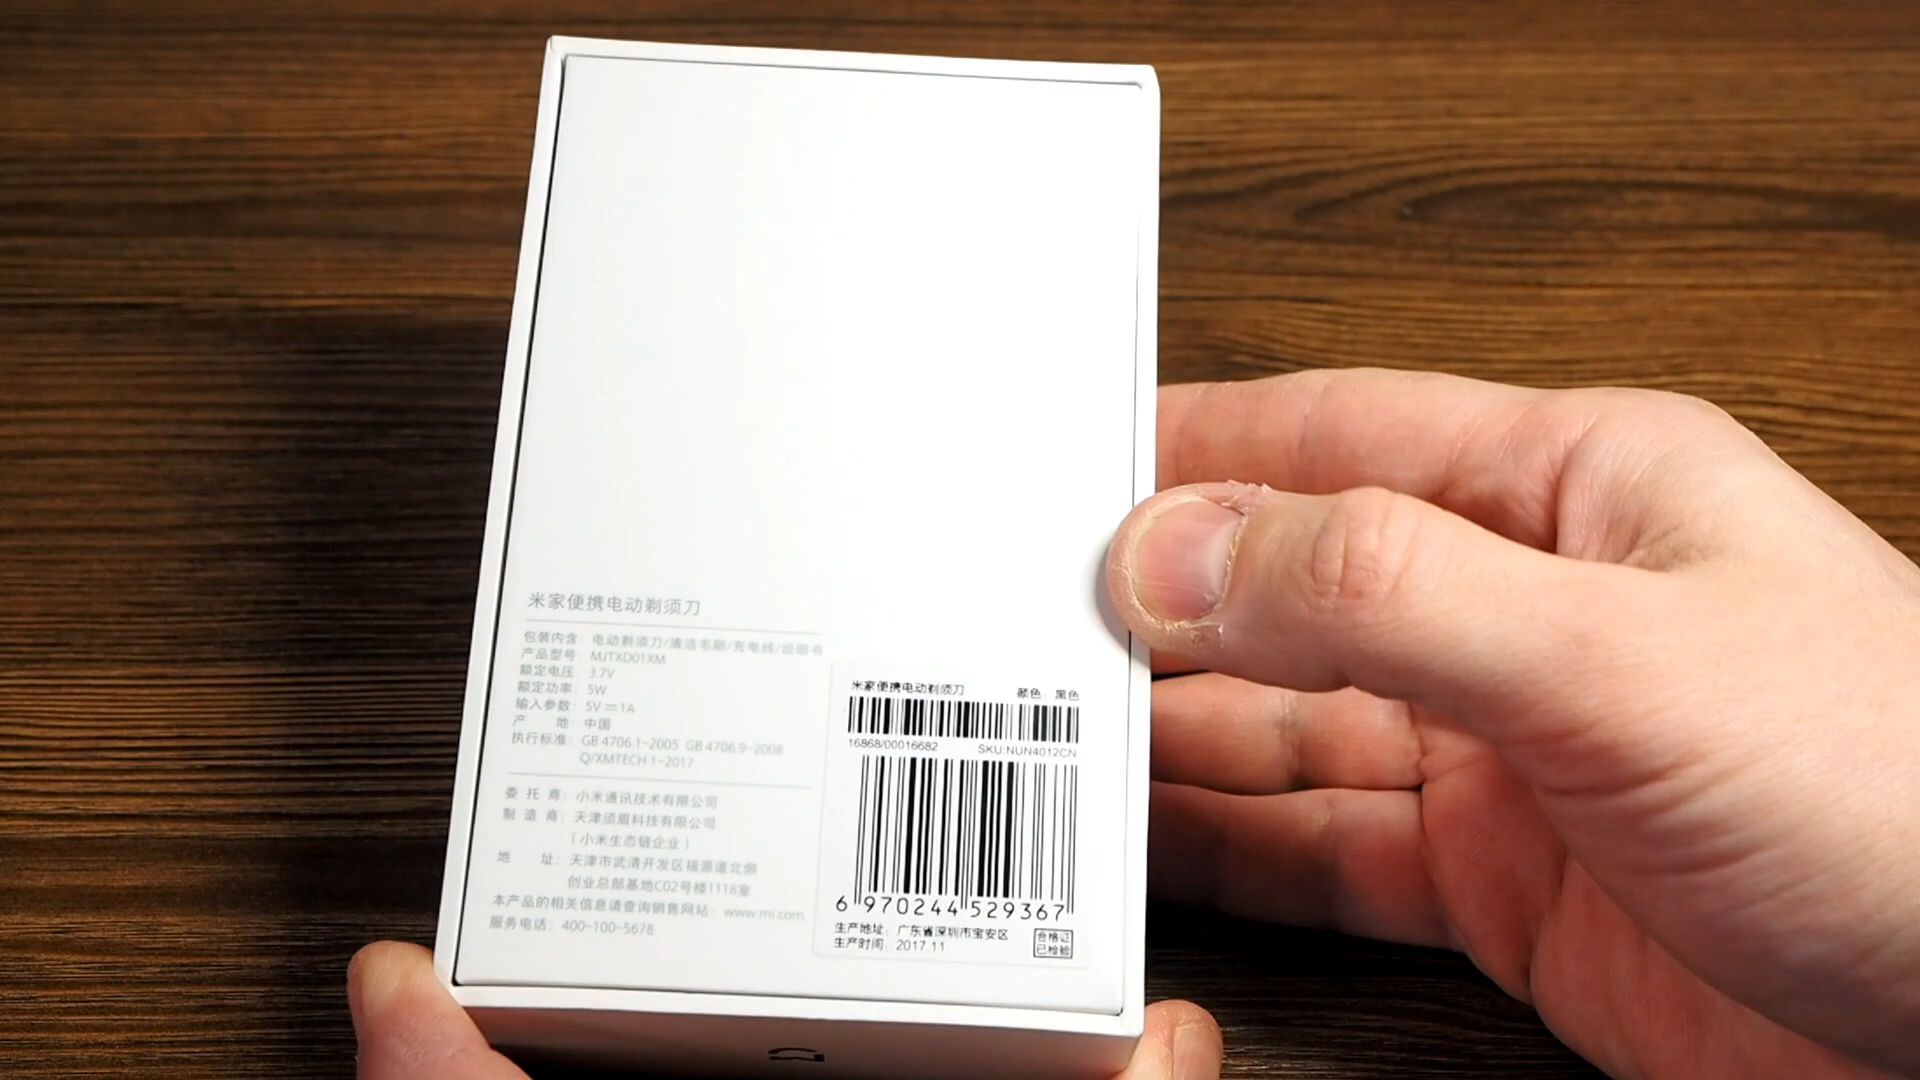 米家便携电动剃须刀
包装内含：电动剃须刀/清洁毛刷/充电线/说明书
产品型号：MJTXD01XM
额定电压：3.7V
额定功率：5W
输入参数：5V⎓1A
产　　地：中国
执行标准：GB 4706.1-2005 GB 4706.9-2008
Q/XMTECH 1-2017
委 托 商：小米通讯技术有限公司
制 造 商：天津须眉科技有限公司
（小米生态链企业）
地　　址：天津市武清开发区福源道北侧
创业总部基地C02号楼1118室
本产品的相关信息请查询销售网站：www.mi.com
服务电话：400-100-5678
米家便携电动剃须刀 颜色：黑色
16868/00016682 SKU:NUN4012CN
6 970244 529367
生产地址：广东省深圳市宝安区
生产时间：2017.11
合格证
已检验